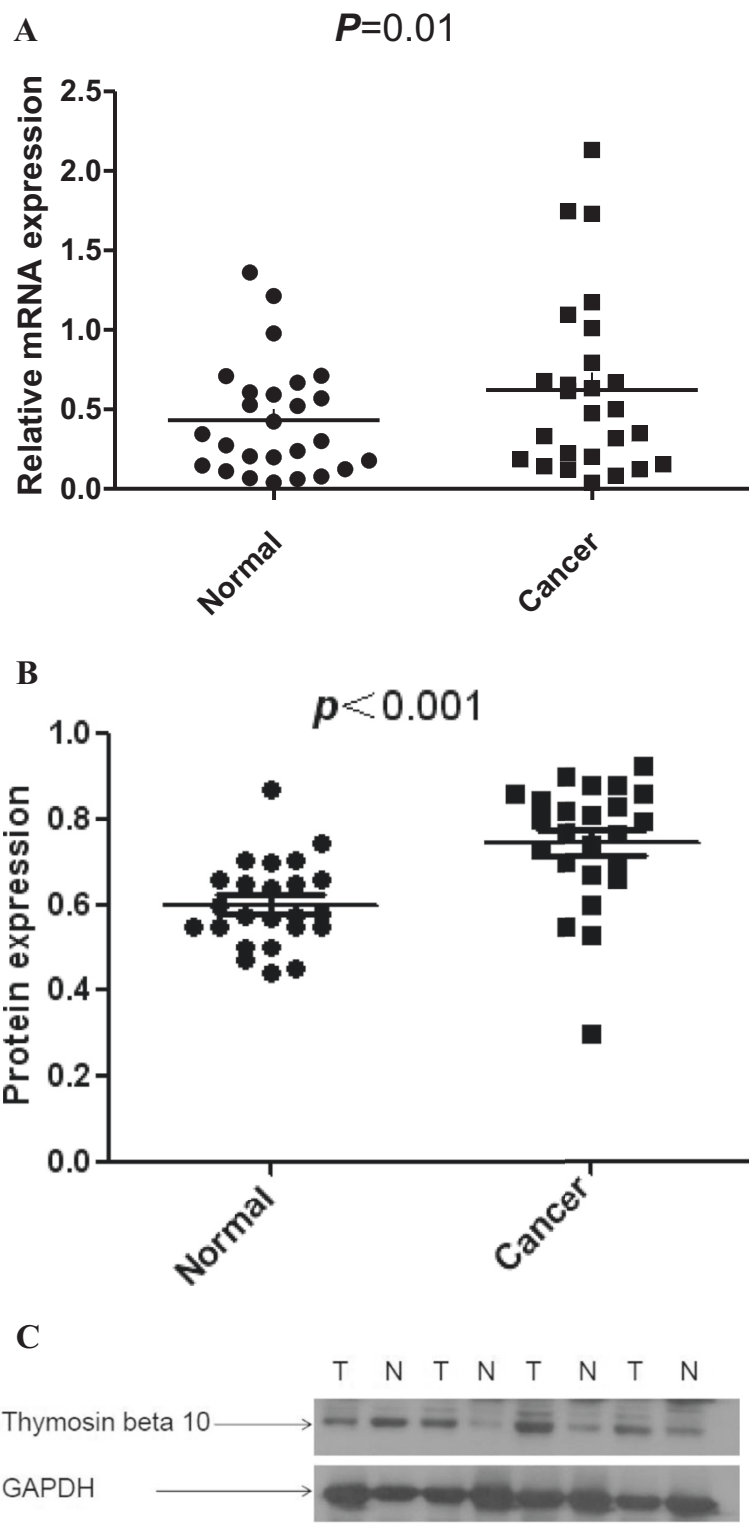 A
P=0.01
Relative mRNA expression
2.5
2.0
1.5
1.0
0.5
0.0
Normal
Cancer
B
p<0.001
Protein expression
1.0
0.8
0.6
0.4
0.2
0.0
Normal
Cancer
C
T N T N T N T N
Thymosin beta 10
GAPDH